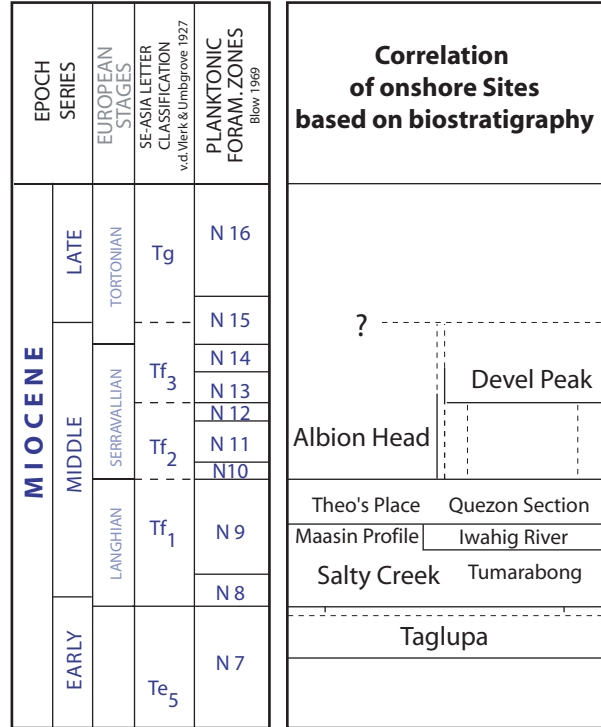 EPOCH
SERIES
EUROPEAN
STAGES
SE-ASIA LETTER
CLASSIFICATION
v.d.Vlerk & Umbgrove 1927
PLANKTONIC
FORAM. ZONES
Blow 1969
Correlation
of onshore Sites
based on biostratigraphy
MIOCENE
LATE
MIDDLE
EARLY
TORTONIAN
SERRAVALLIAN
LANGHIAN
Tg
Tf3
Tf2
Tf1
Te5
N 16
N 15
N 14
N 13
N 12
N 11
N10
N 9
N 8
N 7
?
Devel Peak
Albion Head
Theo's Place Quezon Section
Maasin Profile Iwahig River
Salty Creek Tumarabong
Taglupa